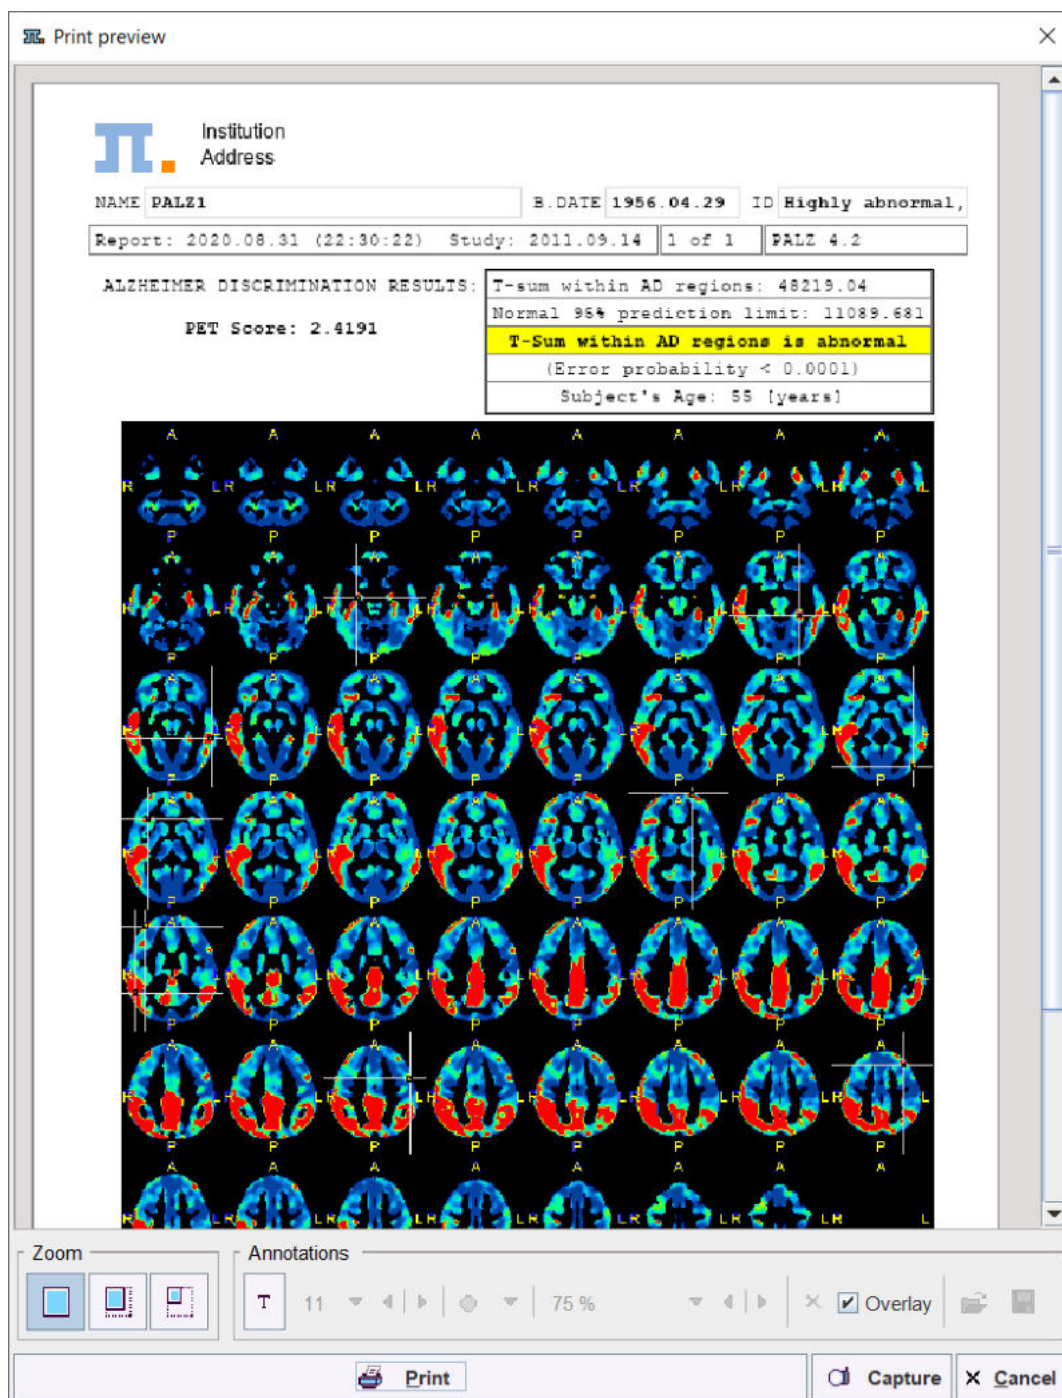 Print preview
Institution
Address
NAME PALZ1 B.DATE 1956.04.29 ID Highly abnormal,
Report: 2020.08.31 (22:30:22) Study: 2011.09.14 1 of 1 PALZ 4.2
ALZHEIMER DISCRIMINATION RESULTS:
PET Score: 2.4191
T-sum within AD regions: 48219.04
Normal 95% prediction limit: 11089.681
T-Sum within AD regions is abnormal
(Error probability < 0.0001)
Subject's Age: 55 [years]
A A A A A A A A
R L R L R L R L R L R L R L R L
P P P P P P P P
A A A A A A A A
R L R L R L R L R L R L R L R L
P P P P P P P P
A A A A A A A A
R L R L R L R L R L R L R L R L
P P P P P P P P
A A A A A A A A
R L R L R L R L R L R L R L R L
P P P P P P P P
A A A A A A A A
R L R L R L R L R L R L R L R L
P P P P P P P P
A A A A A A A A
R L R L R L R L R L R L R L R L
P P P P P P P P
A A A A A A A A
R L R L R L R L R L R L R L R L
Zoom
Annotations
T 11 75 % Overlay
Print Capture Cancel